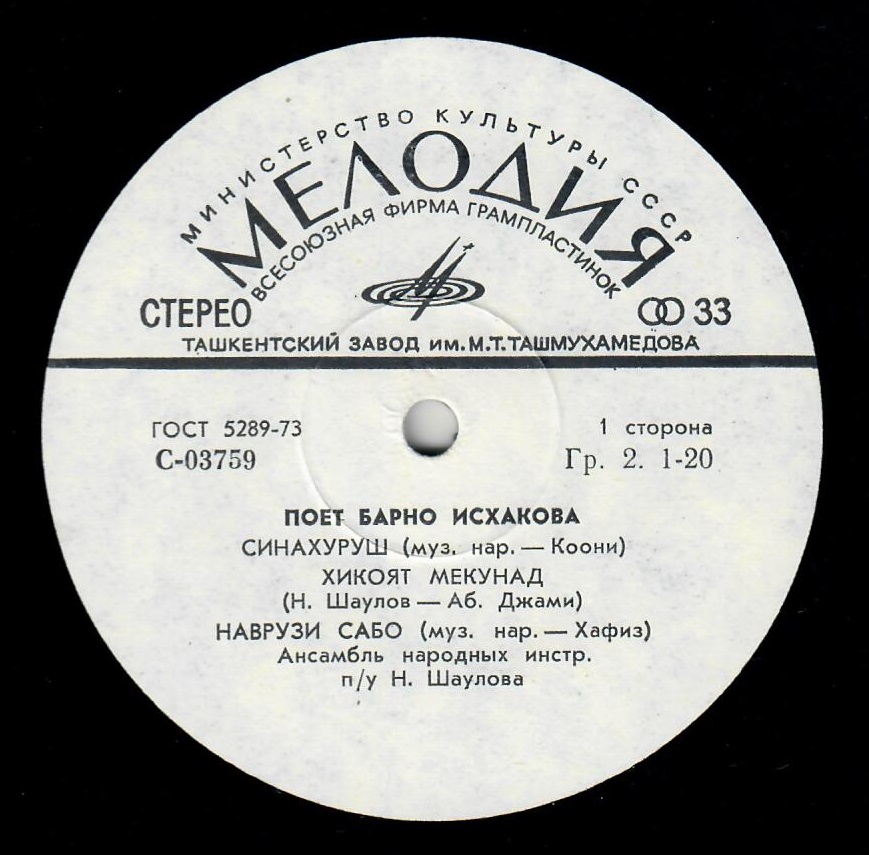 МИНИСТЕРСТВО КУЛЬТУРЫ СССР
МЕЛОДИЯ
ВСЕСОЮЗНАЯ ФИРМА ГРАМПЛАСТИНОК
СТЕРЕО 33
ТАШКЕНТСКИЙ ЗАВОД им.М.Т.ТАШМУХАМЕДОВА
ГОСТ 5289-73 1 сторона
С-03759 Гр. 2. 1-20
ПОЕТ БАРНО ИСХАКОВА
СИНАХУРУШ (муз. нар. — Коони)
ХИКОЯТ МЕКУНАД
(Н. Шаулов — Аб. Джами)
НАВРУЗИ САБО (муз. нар. — Хафиз)
Ансамбль народных инстр.
п/у Н. Шаулова